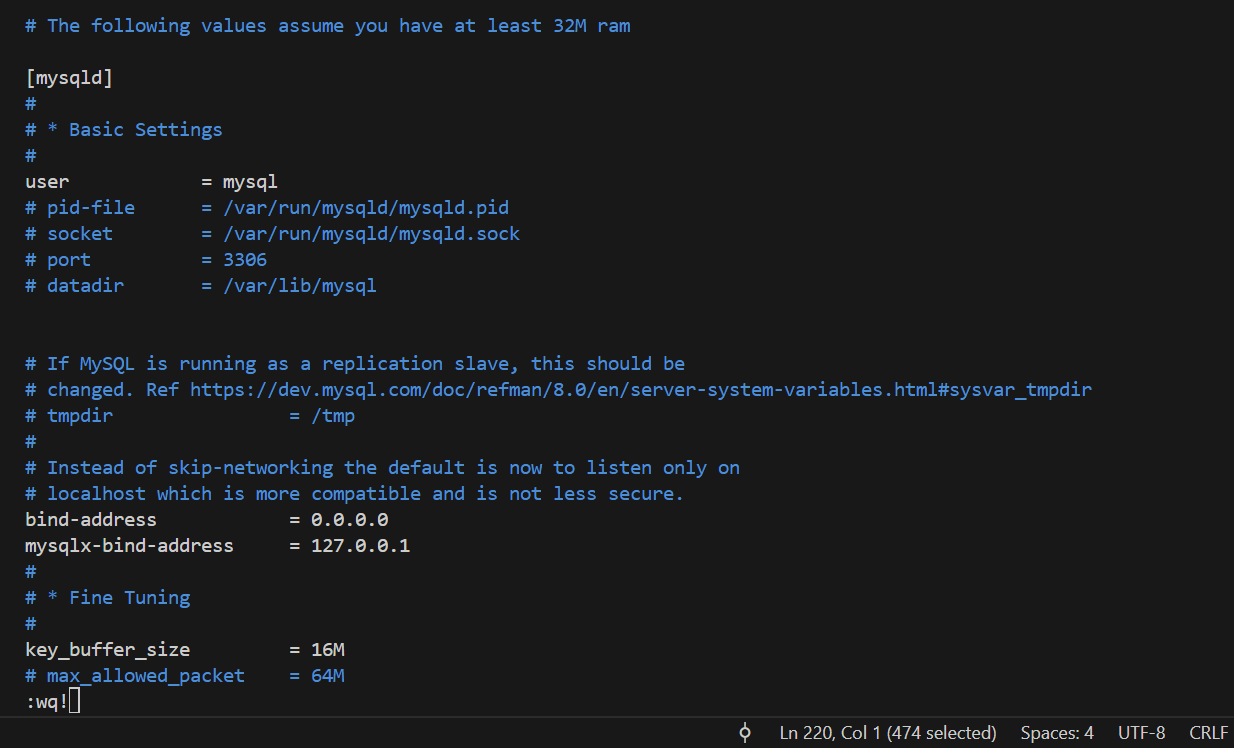 # The following values assume you have at least 32M ram
[mysqld]
#
# * Basic Settings
#
user            = mysql
# pid-file      = /var/run/mysqld/mysqld.pid
# socket        = /var/run/mysqld/mysqld.sock
# port          = 3306
# datadir       = /var/lib/mysql
# If MySQL is running as a replication slave, this should be
# changed. Ref https://dev.mysql.com/doc/refman/8.0/en/server-system-variables.html#sysvar_tmpdir
# tmpdir                = /tmp
#
# Instead of skip-networking the default is now to listen only on
# localhost which is more compatible and is not less secure.
bind-address            = 0.0.0.0
mysqlx-bind-address     = 127.0.0.1
#
# * Fine Tuning
#
key_buffer_size         = 16M
# max_allowed_packet    = 64M
:wq!
Ln 220, Col 1 (474 selected) Spaces: 4 UTF-8 CRLF